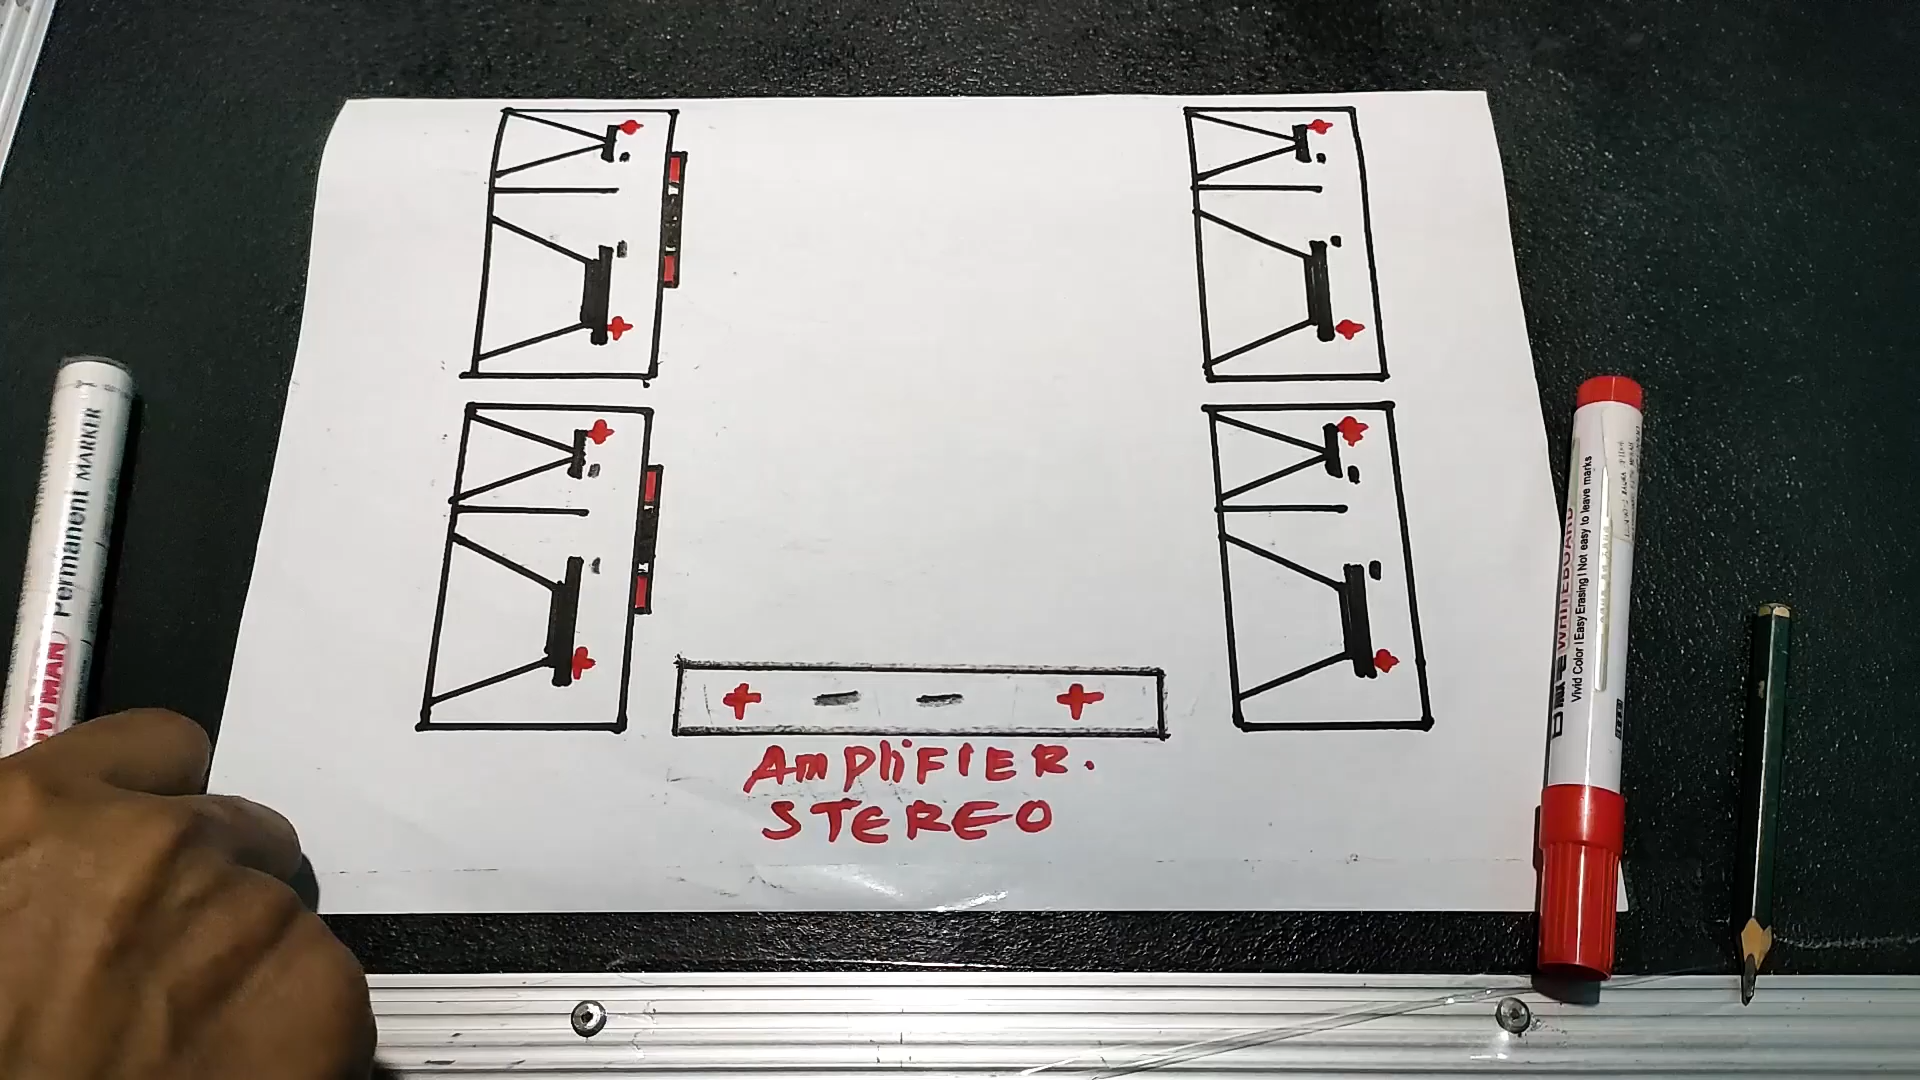 + - - +
AmPliFIER.
STEREO
Permanent MARKER
WHITEBOARD
Vivid Color | Easy Erasing | Not easy to leave marks